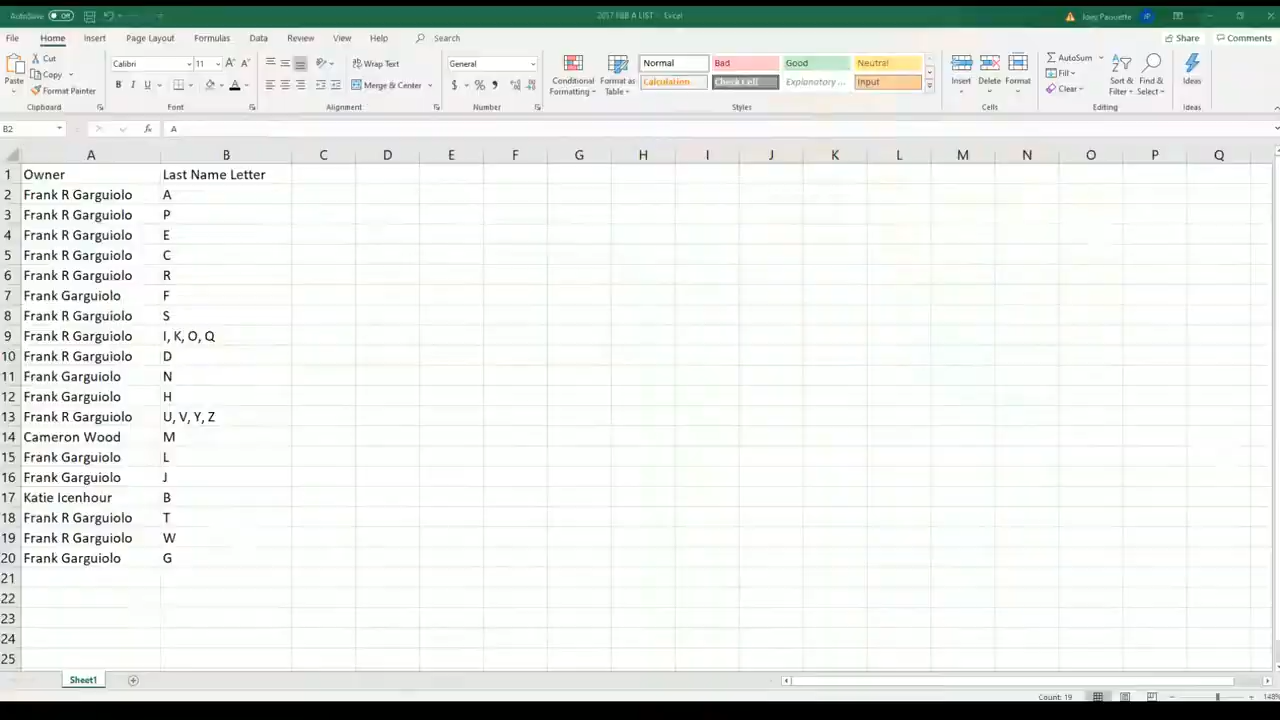 AutoSave Off 2017 FBB A LIST - Excel
File Home Insert Page Layout Formulas Data Review View Help Search Share Comments
Paste Cut Copy Format Painter Clipboard
Calibri 11 B I U Font
Wrap Text Merge & Center Alignment
General $ % , Number
Conditional Formatting Format as Table
Normal Bad Good Neutral
Calculation Check Cell Explanatory ... Input
Styles
Insert Delete Format Cells
AutoSum Fill Clear Sort & Filter Find & Select Editing
Ideas Ideas
B2 fx A
A B C D E F G H I J K L M N O P Q
1 Owner Last Name Letter
2 Frank R Garguiolo A
3 Frank R Garguiolo P
4 Frank R Garguiolo E
5 Frank R Garguiolo C
6 Frank R Garguiolo R
7 Frank Garguiolo F
8 Frank R Garguiolo S
9 Frank R Garguiolo I, K, O, Q
10 Frank R Garguiolo D
11 Frank Garguiolo N
12 Frank Garguiolo H
13 Frank R Garguiolo U, V, Y, Z
14 Cameron Wood M
15 Frank Garguiolo L
16 Frank Garguiolo J
17 Katie Icenhour B
18 Frank R Garguiolo T
19 Frank R Garguiolo W
20 Frank Garguiolo G
21
22
23
24
25
Sheet1
Count: 19 148%